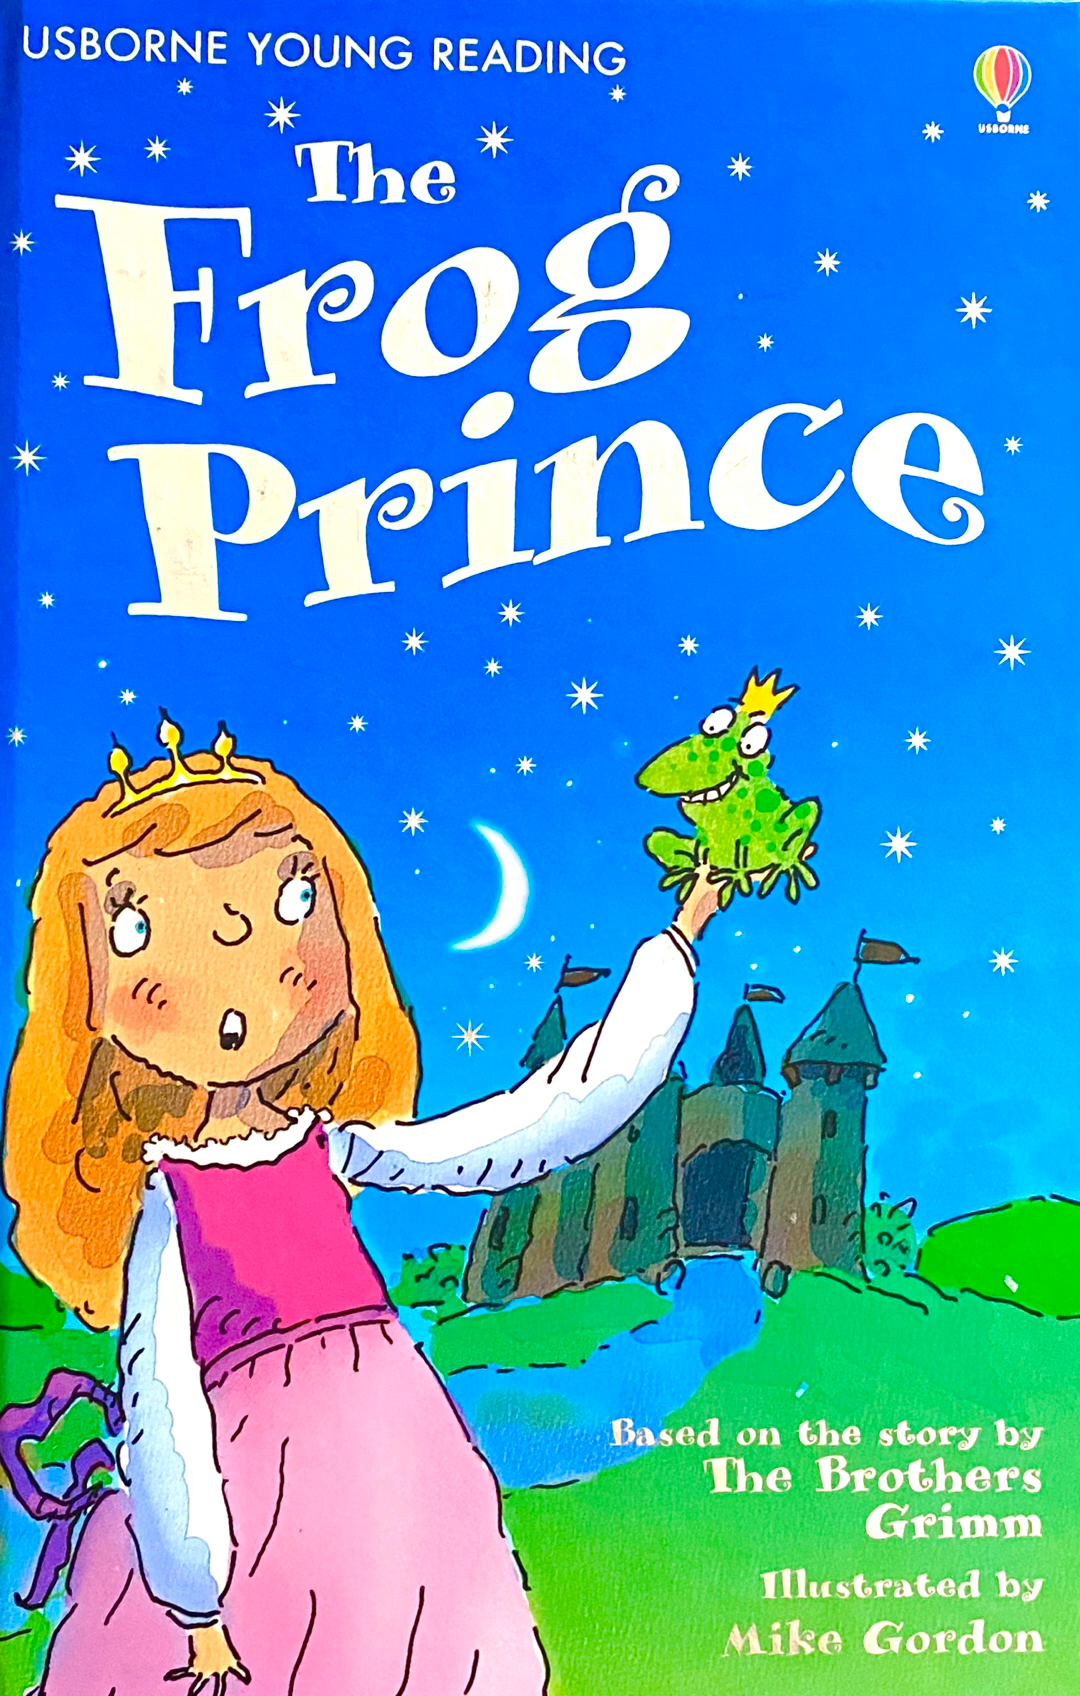 USBORNE YOUNG READING
USBORNE
The
Frog
Prince
Based on the story by
The Brothers
Grimm
Illustrated by
Mike Gordon